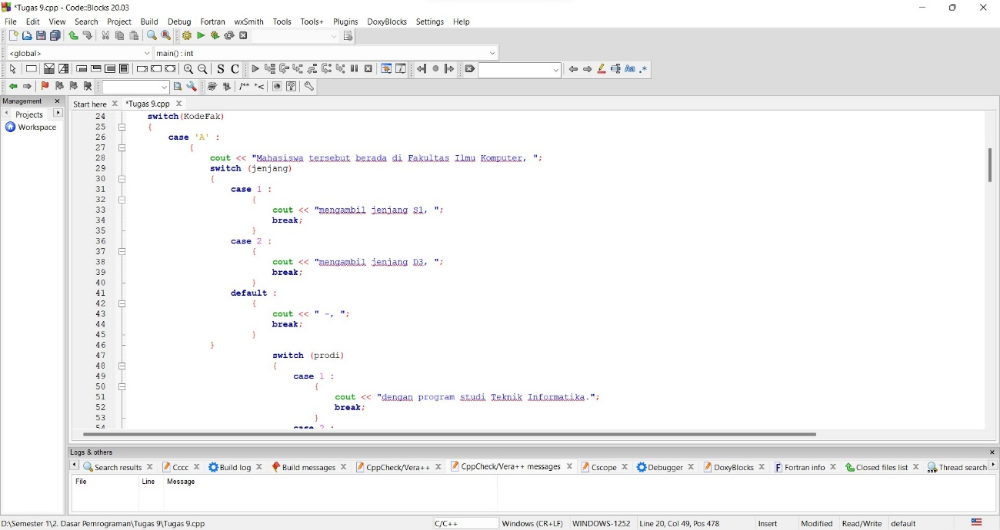 *Tugas 9.cpp - Code::Blocks 20.03
File Edit View Search Project Build Debug Fortran wxSmith Tools Tools+ Plugins DoxyBlocks Settings Help
<global> main() : int
S C
Aa .*
/** *<
Management
Start here *Tugas 9.cpp
Projects
Workspace
24 switch(KodeFak)
25 {
26 case 'A' :
27 {
28 cout << "Mahasiswa tersebut berada di Fakultas Ilmu Komputer, ";
29 switch (jenjang)
30 {
31 case 1 :
32 {
33 cout << "mengambil jenjang S1, ";
34 break;
35 }
36 case 2 :
37 {
38 cout << "mengambil jenjang D3, ";
39 break;
40 }
41 default :
42 {
43 cout << " -, ";
44 break;
45 }
46 }
47 switch (prodi)
48 {
49 case 1 :
50 {
51 cout << "dengan program studi Teknik Informatika.";
52 break;
53 }
54 case 2 :
Logs & others
Search results Cccc Build log Build messages CppCheck/Vera++ CppCheck/Vera++ messages Cscope Debugger DoxyBlocks Fortran info Closed files list Thread search
File Line Message
D:\Semester 1\2. Dasar Pemrograman\Tugas 9\Tugas 9.cpp C/C++ Windows (CR+LF) WINDOWS-1252 Line 20, Col 49, Pos 478 Insert Modified Read/Write default